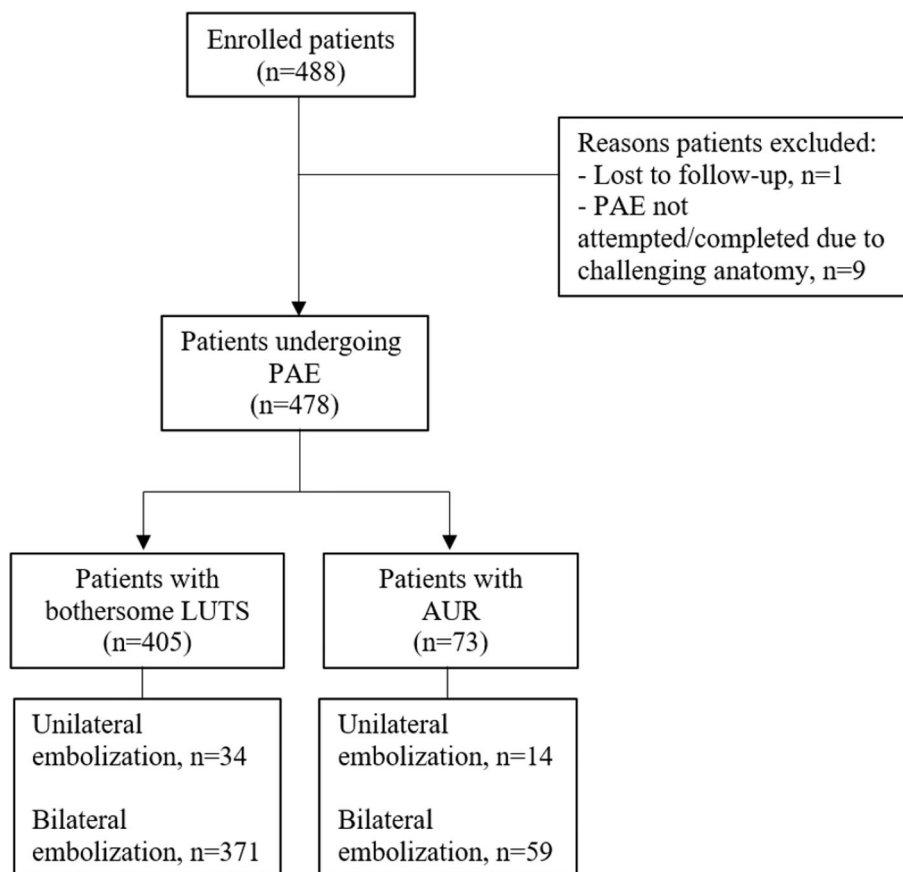 Enrolled patients
(n=488)
Reasons patients excluded:
- Lost to follow-up, n=1
- PAE not
attempted/completed due to
challenging anatomy, n=9
Patients undergoing
PAE
(n=478)
Patients with
bothersome LUTS
(n=405)
Patients with
AUR
(n=73)
Unilateral
embolization, n=34
Bilateral
embolization, n=371
Unilateral
embolization, n=14
Bilateral
embolization, n=59